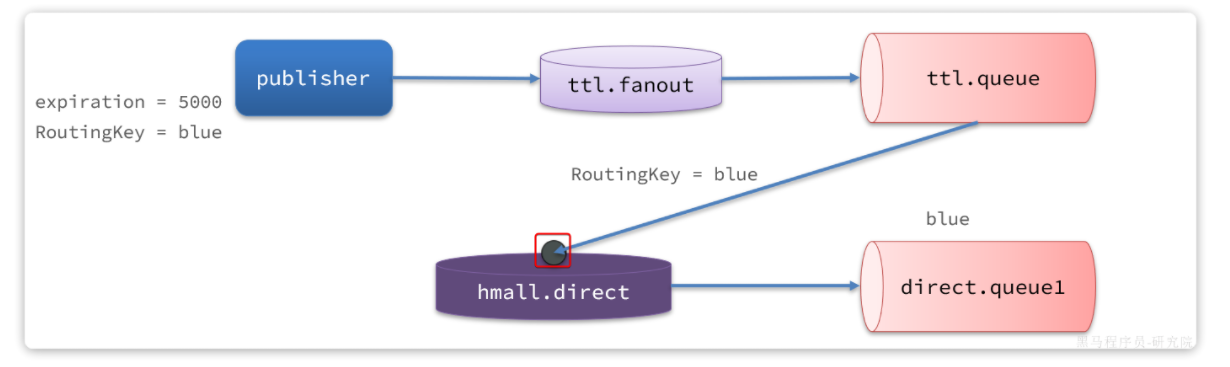 publisher
ttl.fanout
ttl.queue
expiration = 5000
RoutingKey = blue
RoutingKey = blue
blue
hmall.direct
direct.queue1
黑马程序员-研究院